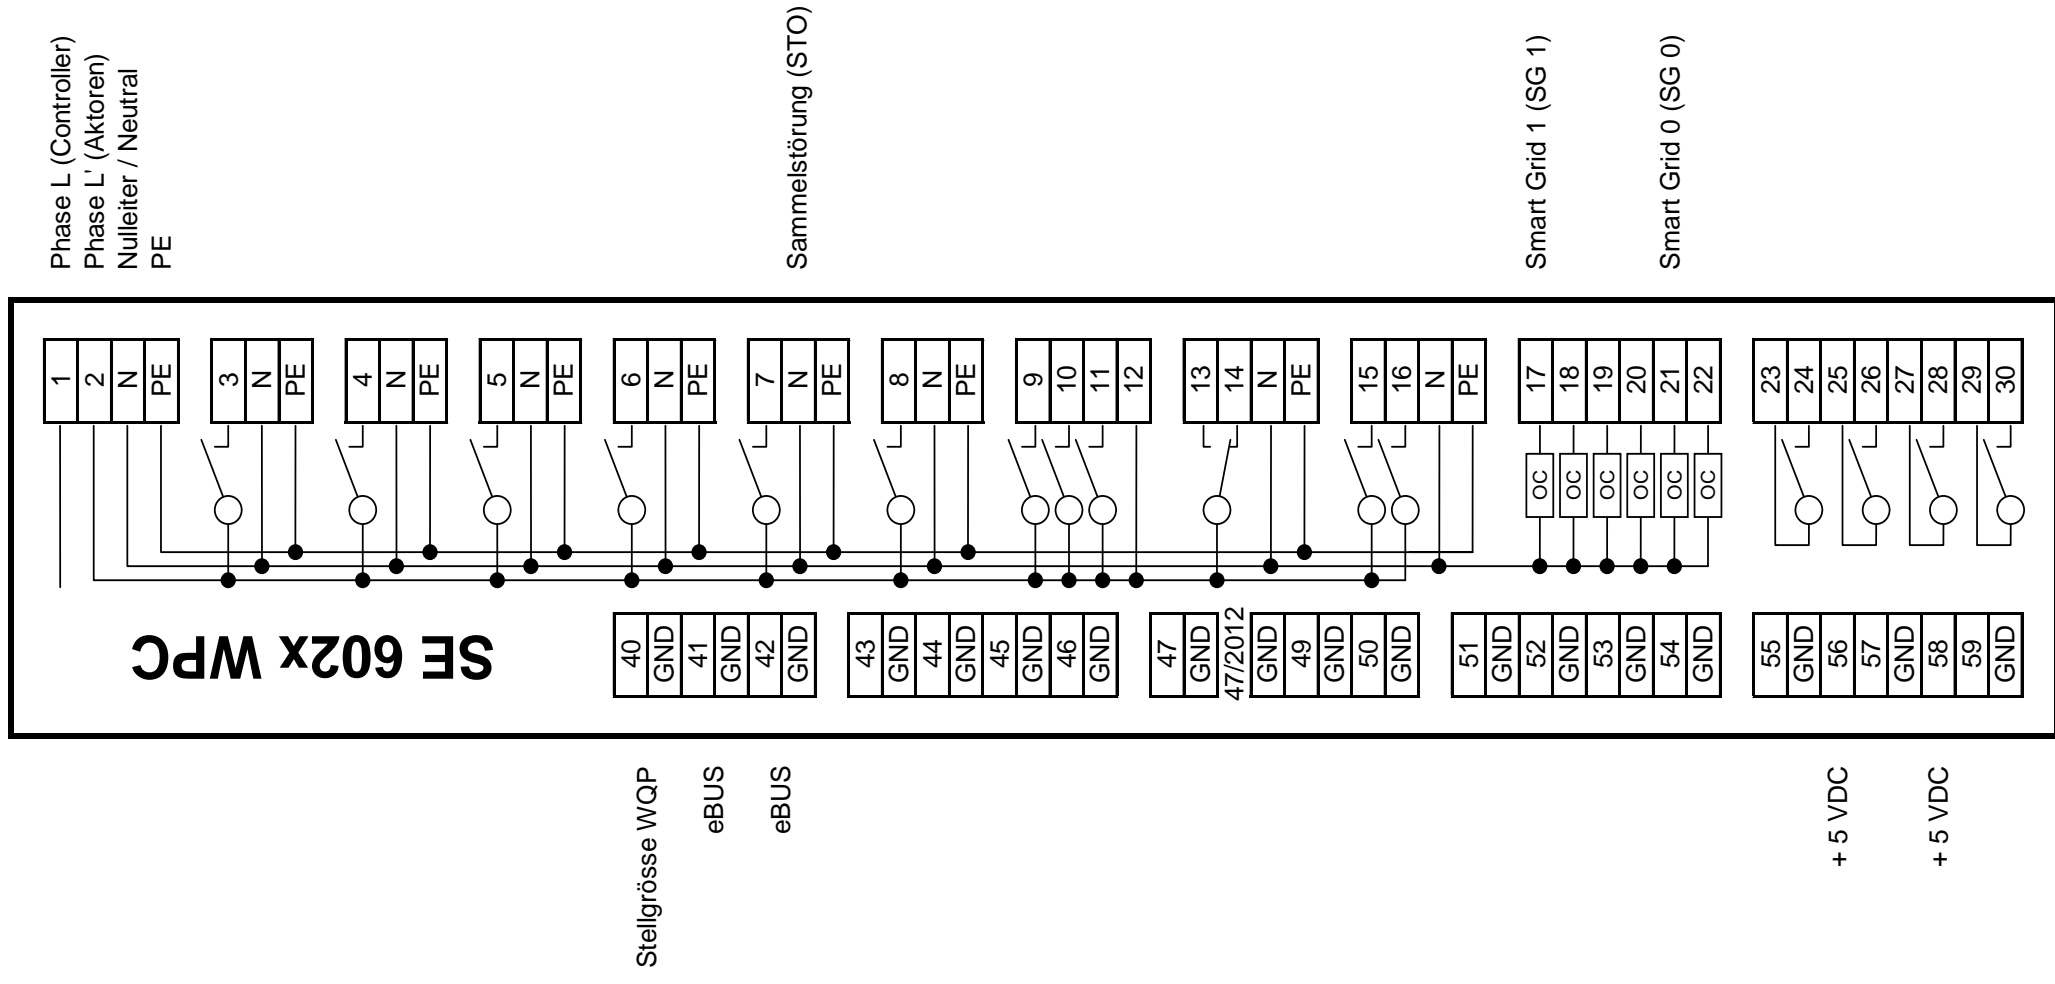 Phase L (Controller)
Phase L' (Aktoren)
Nulleiter / Neutral
PE
Sammelstörung (STO)
Smart Grid 1 (SG 1)
Smart Grid 0 (SG 0)
1 2 N PE
3 N PE
4 N PE
5 N PE
6 N PE
7 N PE
8 N PE
9 10 11 12
13 14 N PE
15 16 N PE
17 18 19 20 21 22
23 24 25 26 27 28 29 30
OC OC OC OC OC OC
SE 602x WPC
40 GND 41 GND 42 GND
43 GND 44 GND 45 GND 46 GND
47 GND
47/2012
GND 49 GND 50 GND
51 GND 52 GND 53 GND 54 GND
55 GND 56 57 GND 58 59 GND
Stellgrösse WQP
eBUS
eBUS
+ 5 VDC
+ 5 VDC